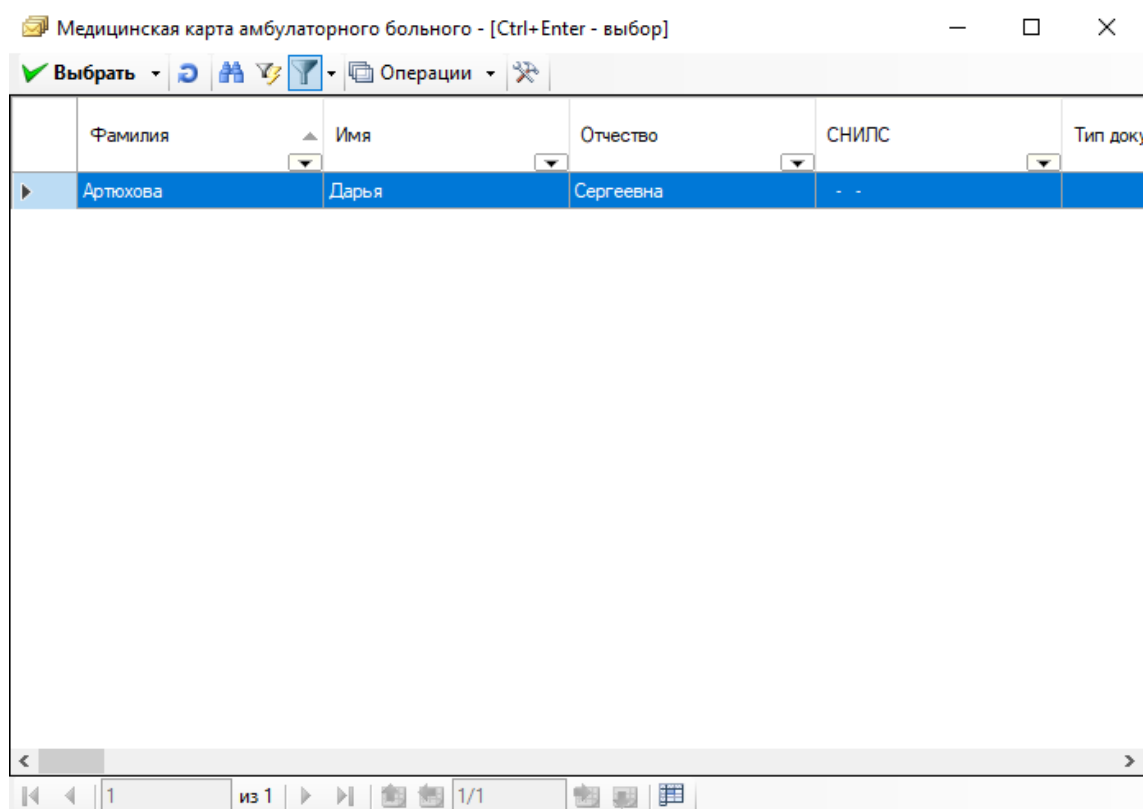 Медицинская карта амбулаторного больного - [Ctrl+Enter - выбор]
Выбрать Операции
Фамилия Имя Отчество СНИЛС Тип доку
Артюхова Дарья Сергеевна - -
1 из 1 1/1